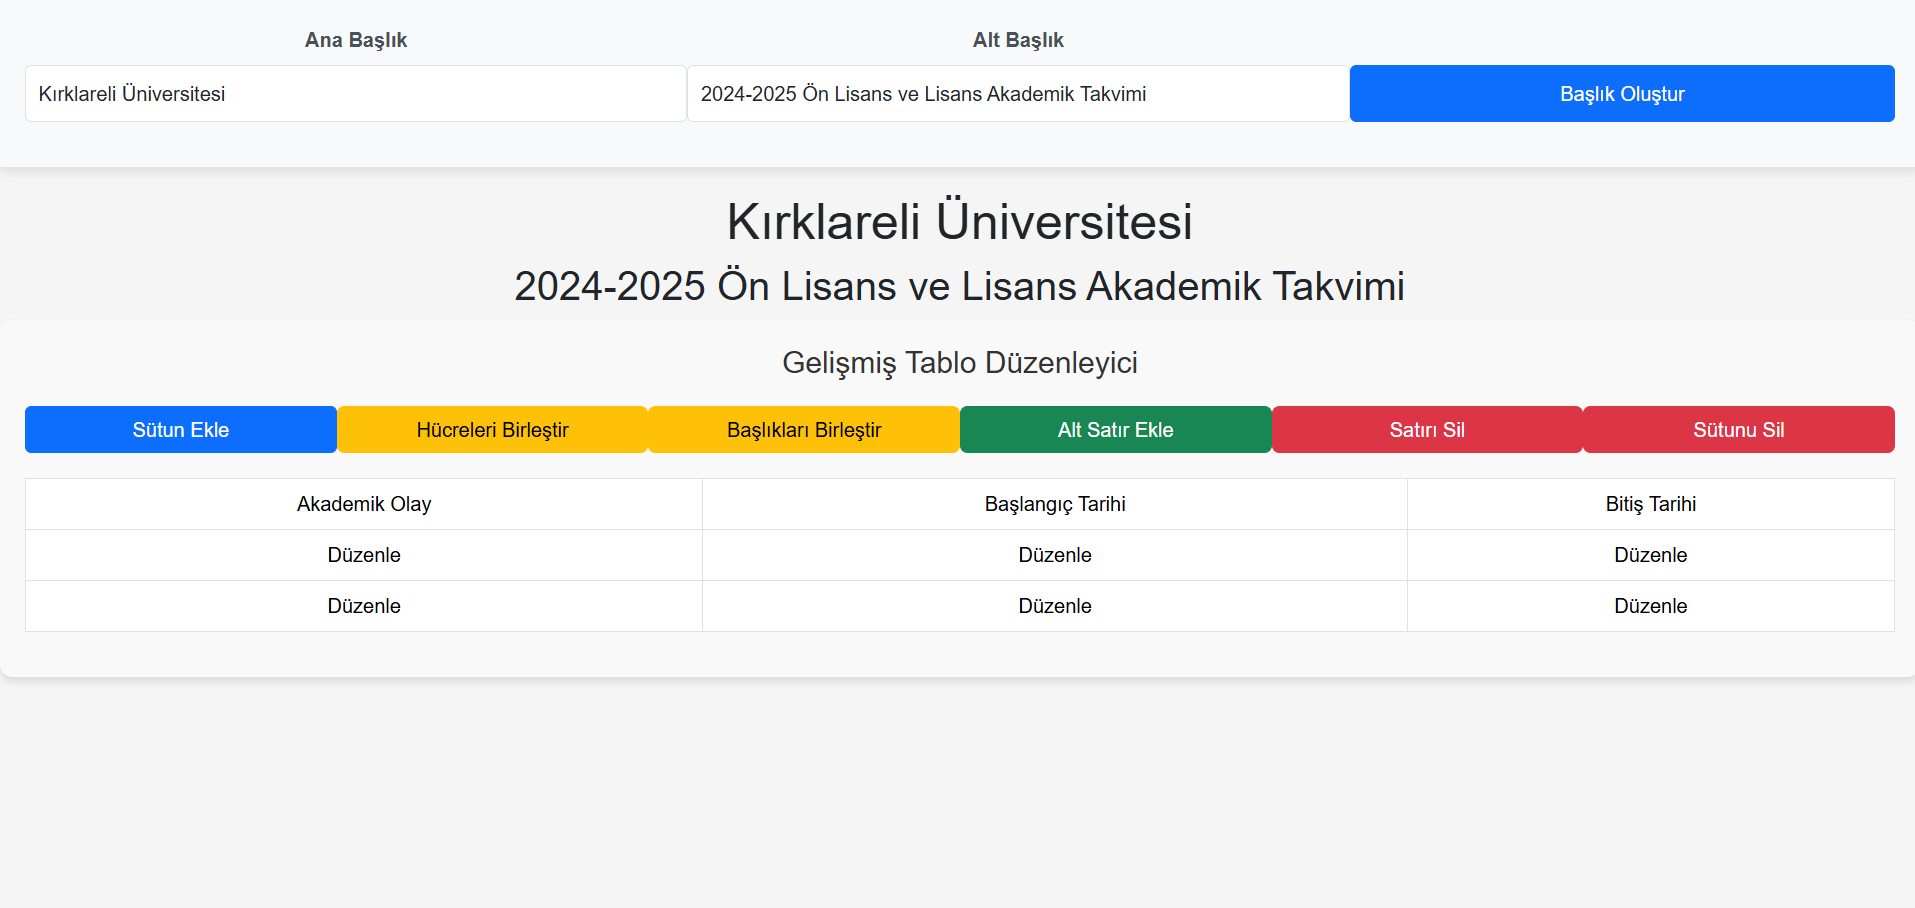 Ana Başlık Alt Başlık
Kırklareli Üniversitesi 2024-2025 Ön Lisans ve Lisans Akademik Takvimi Başlık Oluştur
Kırklareli Üniversitesi
2024-2025 Ön Lisans ve Lisans Akademik Takvimi
Gelişmiş Tablo Düzenleyici
Sütun Ekle Hücreleri Birleştir Başlıkları Birleştir Alt Satır Ekle Satırı Sil Sütunu Sil
Akademik Olay Başlangıç Tarihi Bitiş Tarihi
Düzenle Düzenle Düzenle
Düzenle Düzenle Düzenle